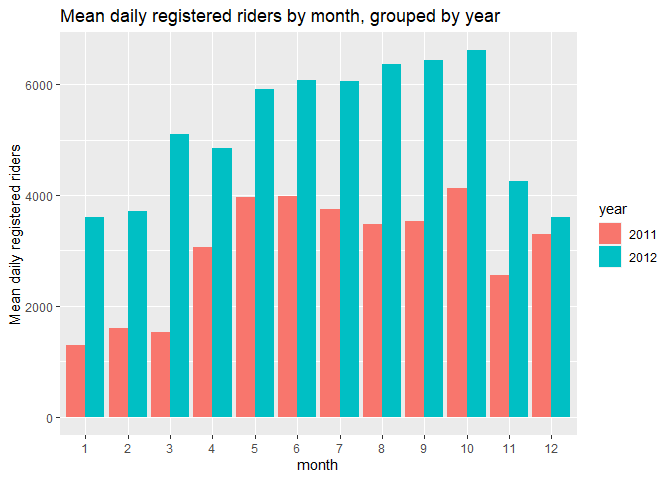 Mean daily registered riders by month, grouped by year
Mean daily registered riders
6000
4000
2000
0
1 2 3 4 5 6 7 8 9 10 11 12
month
year
2011
2012